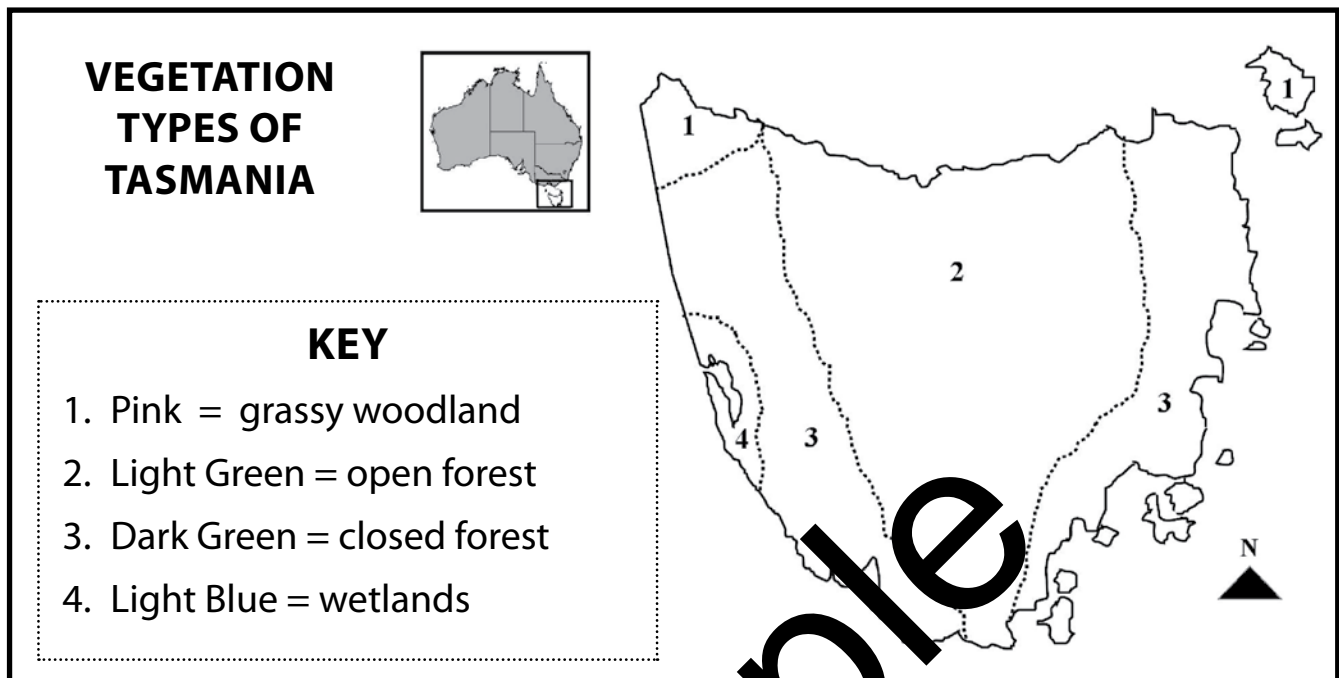 VEGETATION
TYPES OF
TASMANIA
KEY
1. Pink = grassy woodland
2. Light Green = open forest
3. Dark Green = closed forest
4. Light Blue = wetlands
1
1
2
3
3
4
N
ple